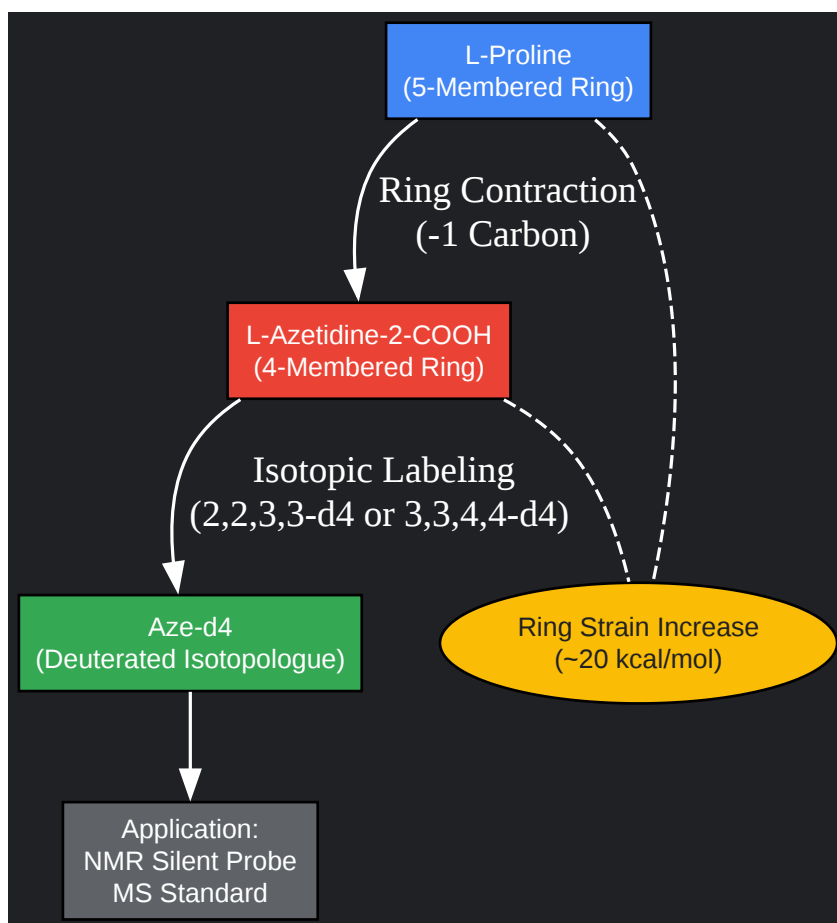 L-Proline
(5-Membered Ring)
Ring Contraction
(-1 Carbon)
L-Azetidine-2-COOH
(4-Membered Ring)
Isotopic Labeling
(2,2,3,3-d4 or 3,3,4,4-d4)
Aze-d4
(Deuterated Isotopologue)
Ring Strain Increase
(~20 kcal/mol)
Application:
NMR Silent Probe
MS Standard